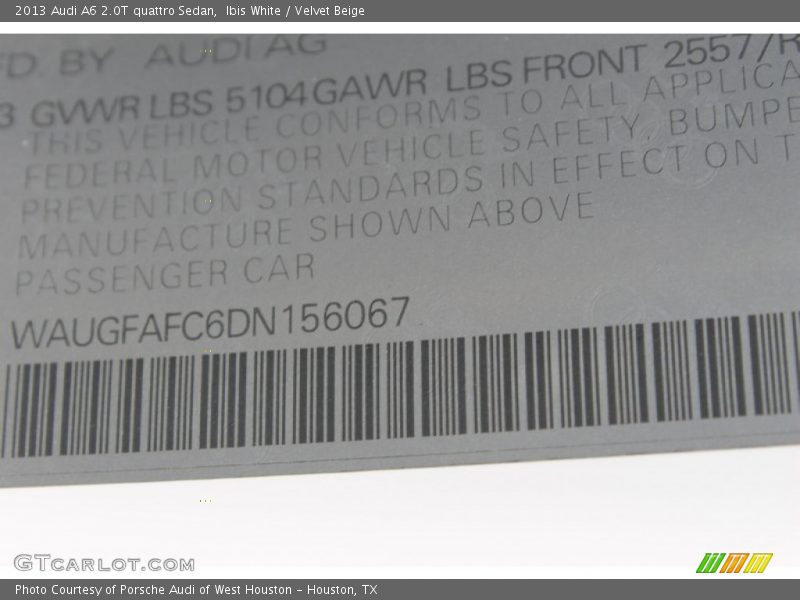 2013 Audi A6 2.0T quattro Sedan, Ibis White / Velvet Beige
BY AUDI AG
3 GVWR LBS 5104 GAWR LBS FRONT 2557/
THIS VEHICLE CONFORMS TO ALL
FEDERAL MOTOR VEHICLE SAFETY,
PREVENTION STANDARDS IN EFFECT ON
MANUFACTURE SHOWN ABOVE
PASSENGER CAR
WAUGFAFC6DN156067
GTCARLOT.COM
Photo Courtesy of Porsche Audi of West Houston - Houston, TX